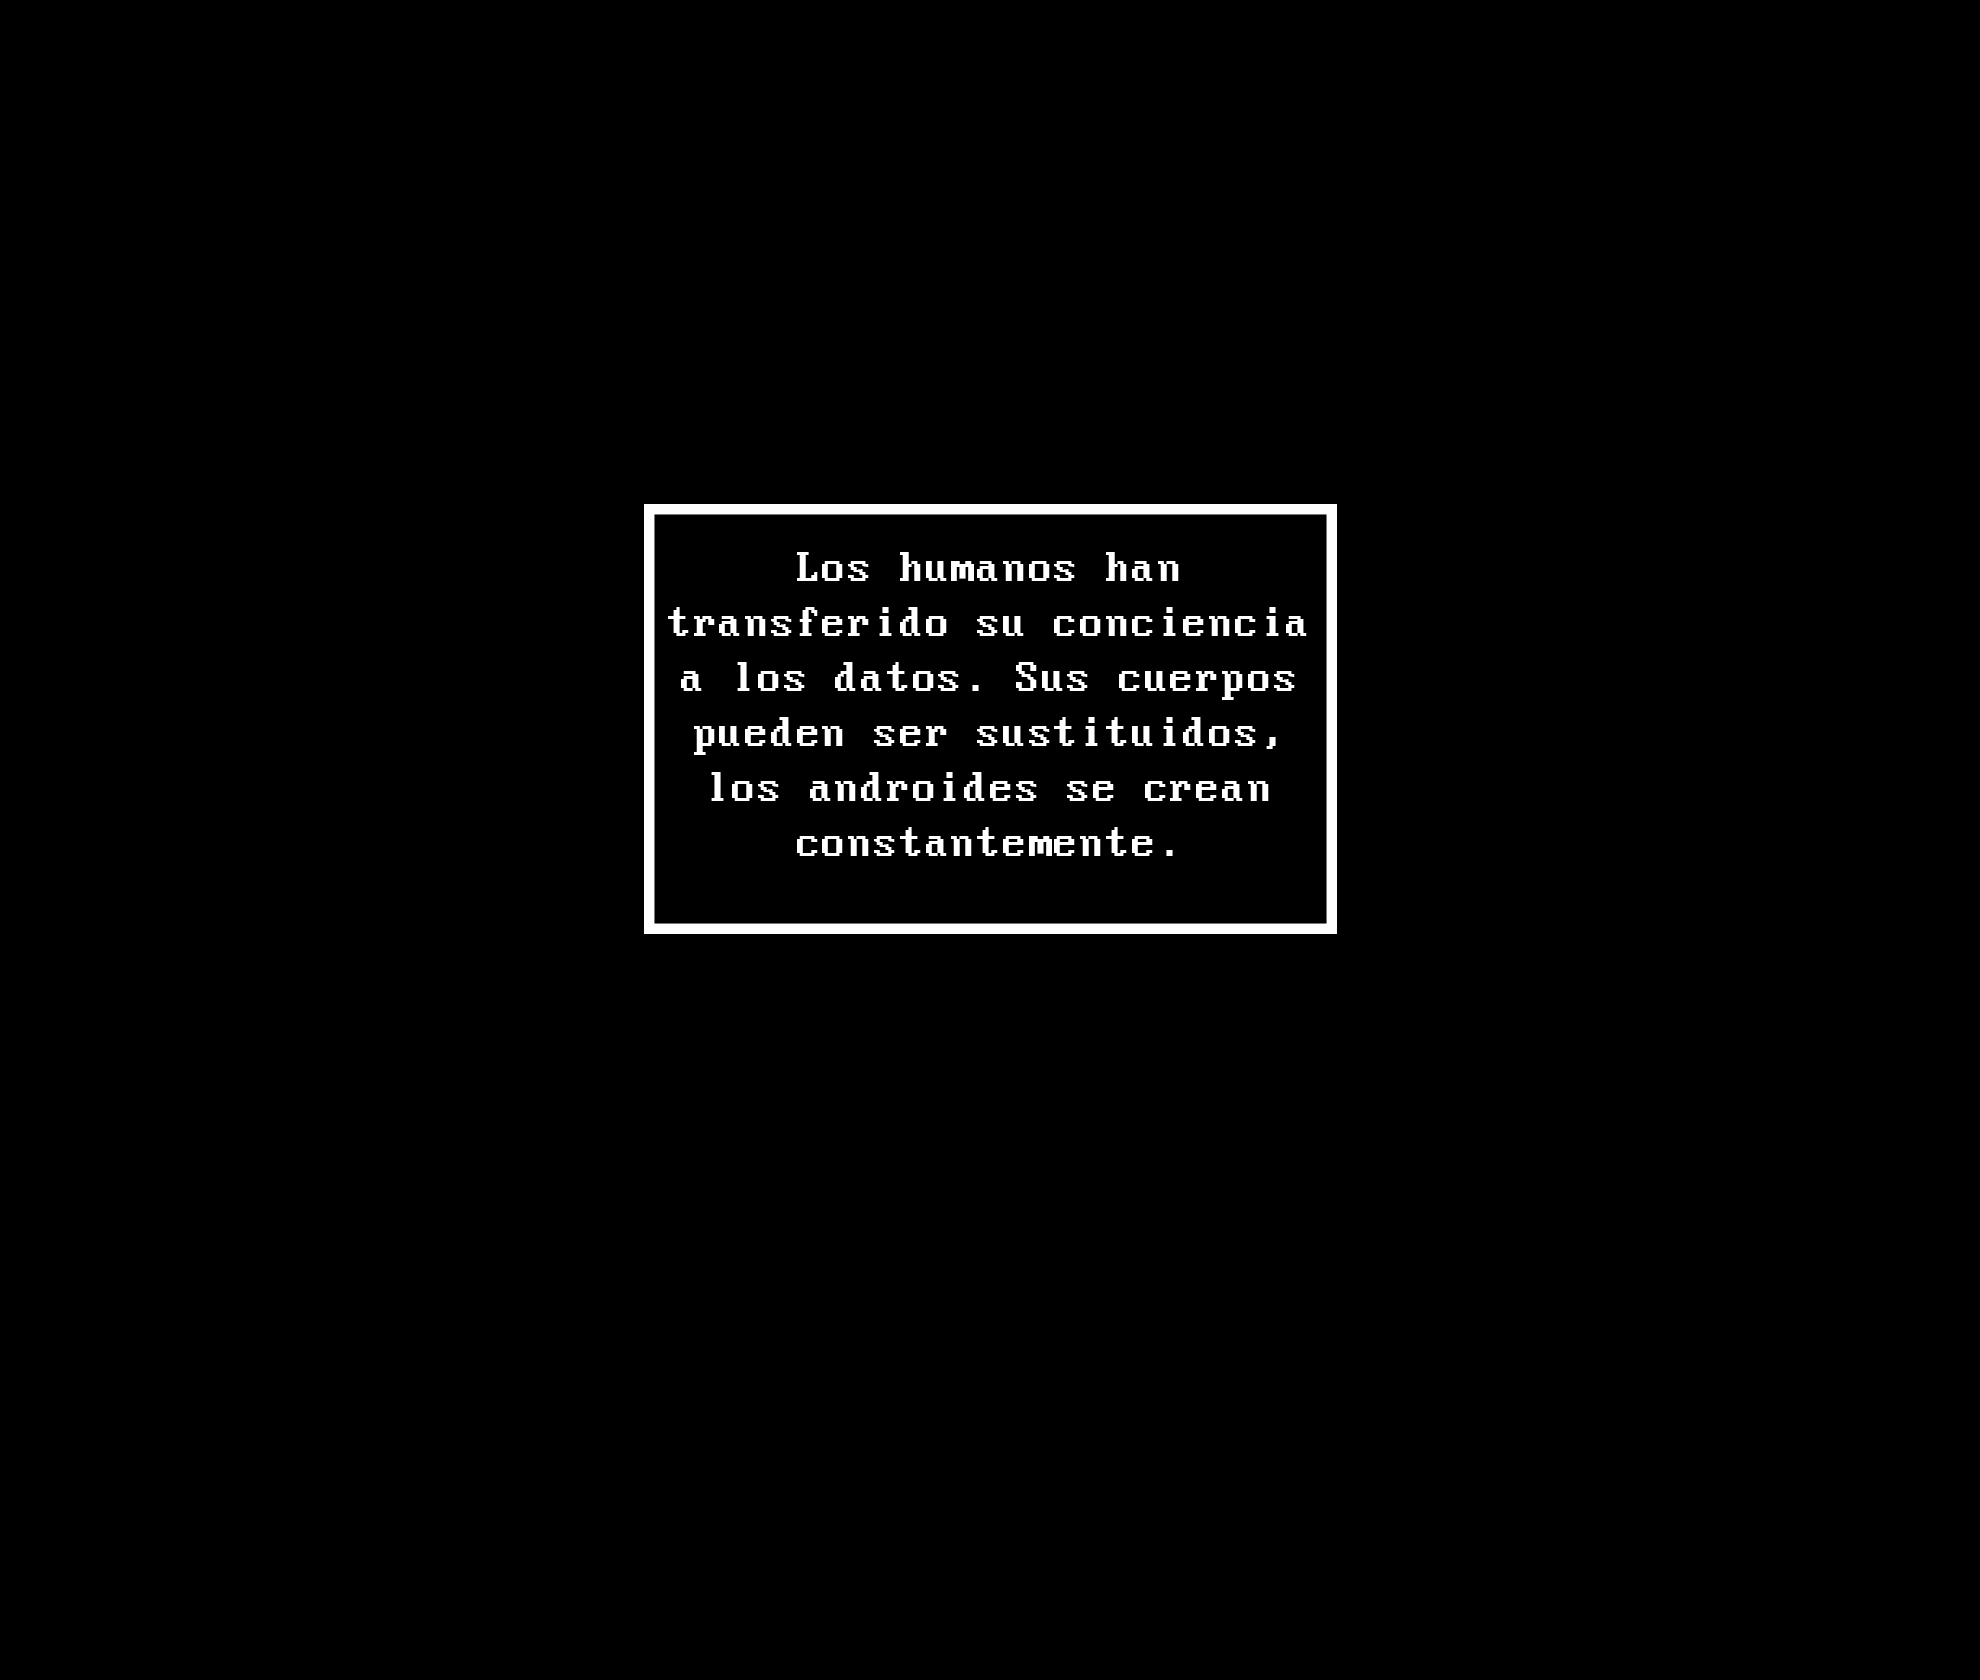 Los humanos han
transferido su conciencia
a los datos. Sus cuerpos
pueden ser sustituidos,
los androides se crean
constantemente.